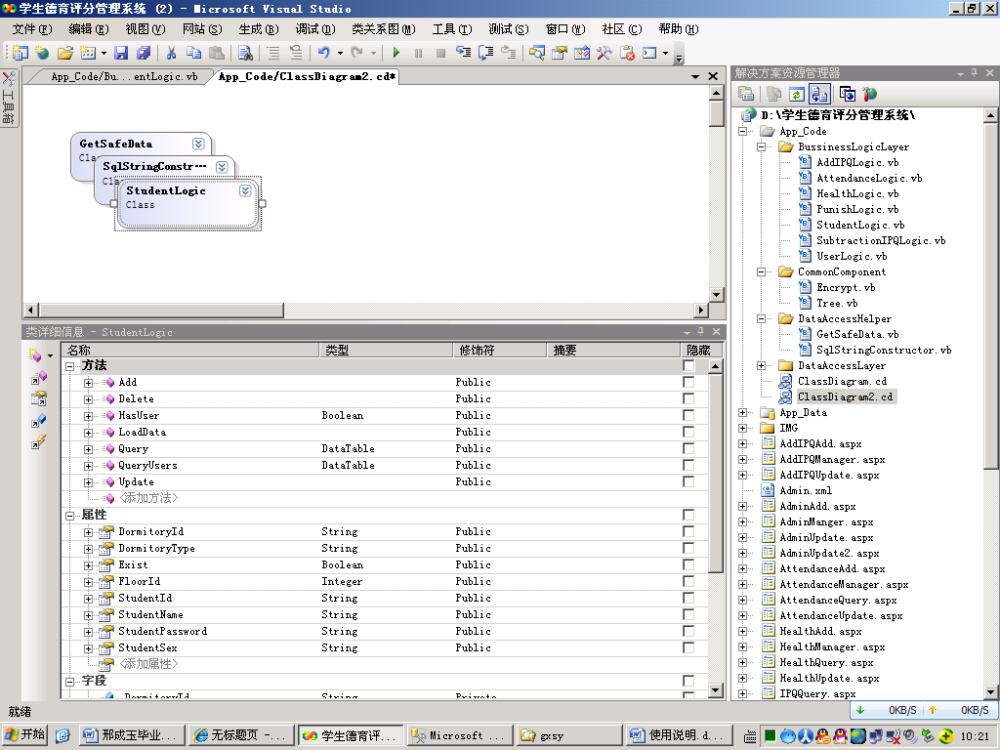 学生德育评分管理系统 (2) - Microsoft Visual Studio
文件(F) 编辑(E) 视图(V) 网站(S) 生成(B) 调试(D) 类关系图(M) 工具(T) 测试(S) 窗口(W) 社区(C) 帮助(H)
工具箱
App_Code/Bu...entLogic.vb App_Code/ClassDiagram2.cd*
GetSafeData
Class
SqlStringConstr...
Class
StudentLogic
Class
类详细信息 - StudentLogic
名称 类型 修饰符 摘要 隐藏
方法
Add Public
Delete Public
HasUser Boolean Public
LoadData Public
Query DataTable Public
QueryUsers DataTable Public
Update Public
<添加方法>
属性
DormitoryId String Public
DormitoryType String Public
Exist Boolean Public
FloorId Integer Public
StudentId String Public
StudentName String Public
StudentPassword String Public
StudentSex String Public
<添加属性>
字段
_DormitoryId String Private
解决方案资源管理器
D:\学生德育评分管理系统\
App_Code
BussinessLogicLayer
AddIPQLogic.vb
AttendanceLogic.vb
HealthLogic.vb
PunishLogic.vb
StudentLogic.vb
SubtractionIPQLogic.vb
UserLogic.vb
CommonComponent
Encrypt.vb
Tree.vb
DataAccessHelper
GetSafeData.vb
SqlStringConstructor.vb
DataAccessLayer
ClassDiagram.cd
ClassDiagram2.cd
App_Data
IMG
AddIPQAdd.aspx
AddIPQManager.aspx
AddIPQUpdate.aspx
Admin.xml
AdminAdd.aspx
AdminManger.aspx
AdminUpdate.aspx
AdminUpdate2.aspx
AttendanceAdd.aspx
AttendanceManager.aspx
AttendanceQuery.aspx
AttendanceUpdate.aspx
HealthAdd.aspx
HealthManager.aspx
HealthQuery.aspx
HealthUpdate.aspx
IPQQuery.aspx
就绪
0KB/S 0KB/S
开始 邢成玉毕业... 无标题页 -... 学生德育评... Microsoft ... gxsy 使用说明.d... 10:21